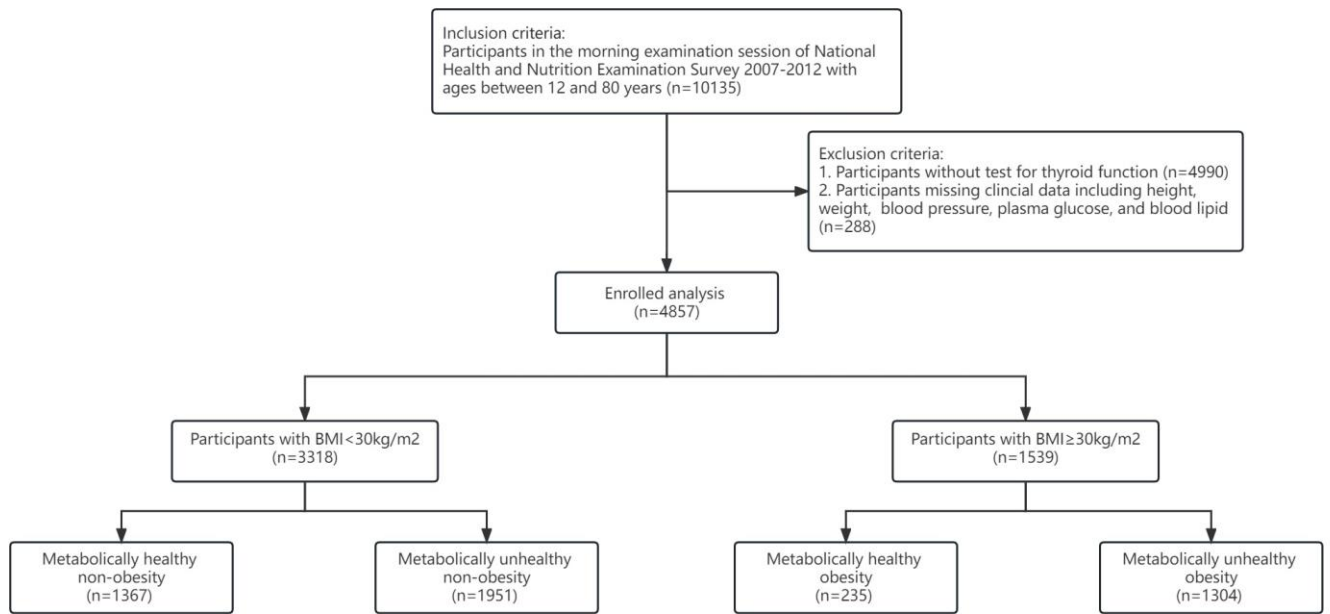 Inclusion criteria:
Participants in the morning examination session of National
Health and Nutrition Examination Survey 2007-2012 with
ages between 12 and 80 years (n=10135)
Exclusion criteria:
1. Participants without test for thyroid function (n=4990)
2. Participants missing clincial data including height,
weight,  blood pressure, plasma glucose, and blood lipid
(n=288)
Enrolled analysis
(n=4857)
Participants with BMI<30kg/m2
(n=3318)
Participants with BMI≥30kg/m2
(n=1539)
Metabolically healthy
non-obesity
(n=1367)
Metabolically unhealthy
non-obesity
(n=1951)
Metabolically healthy
obesity
(n=235)
Metabolically unhealthy
obesity
(n=1304)